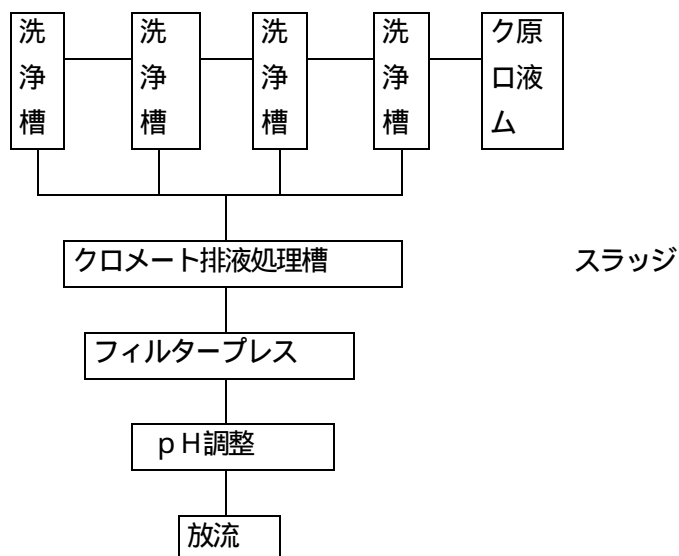 洗浄槽
洗浄槽
洗浄槽
洗浄槽
クロム
原液
クロメート排液処理槽
スラッジ
フィルタープレス
ｐＨ調整
放流